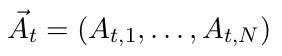 $\vec{A}_t = (A_{t,1}, \ldots, A_{t,N})$